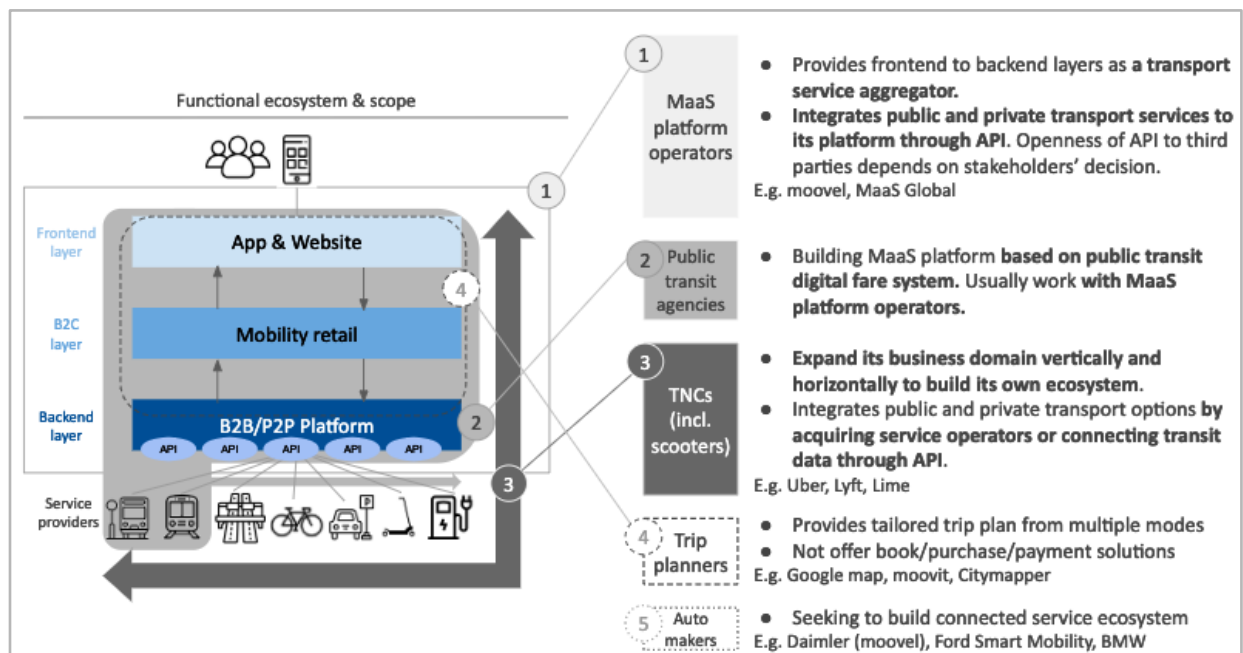 Functional ecosystem & scope
1
Frontend
layer
App & Website
4
B2C
layer
Mobility retail
Backend
layer
B2B/P2P Platform
2
API
API
API
API
API
3
Service
providers
P
1
MaaS
platform
operators
● Provides frontend to backend layers as a transport
service aggregator.
● Integrates public and private transport services to
its platform through API. Openness of API to third
parties depends on stakeholders' decision.
E.g. moovel, MaaS Global
2
Public
transit
agencies
● Building MaaS platform based on public transit
digital fare system. Usually work with MaaS
platform operators.
3
TNCs
(incl.
scooters)
● Expand its business domain vertically and
horizontally to build its own ecosystem.
● Integrates public and private transport options by
acquiring service operators or connecting transit
data through API.
E.g. Uber, Lyft, Lime
4
Trip
planners
● Provides tailored trip plan from multiple modes
● Not offer book/purchase/payment solutions
E.g. Google map, moovit, Citymapper
5
Auto
makers
● Seeking to build connected service ecosystem
E.g. Daimler (moovel), Ford Smart Mobility, BMW